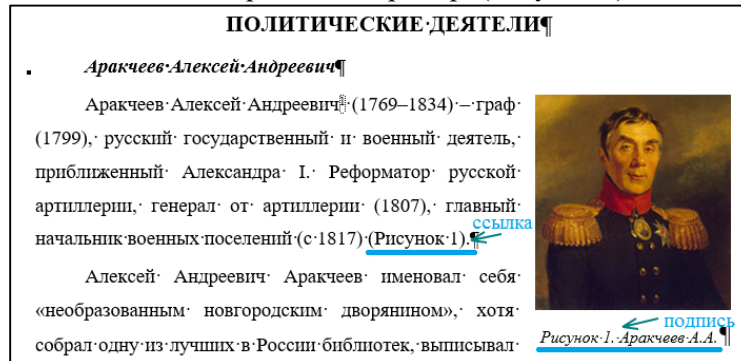 ПОЛИТИЧЕСКИЕ·ДЕЯТЕЛИ¶
Аракчеев·Алексей·Андреевич¶
Аракчеев·Алексей·Андреевич·(1769–1834)·–·граф·
(1799),·русский·государственный·и·военный·деятель,·
приближенный·Александра·I.·Реформатор·русской·
артиллерии,·генерал·от·артиллерии·(1807),·главный·
начальник·военных·поселений·(с·1817)·(Рисунок·1).¶
ссылка
Алексей·Андреевич·Аракчеев·именовал·себя·
«необразованным·новгородским·дворянином»,·хотя·
собрал·одну·из·лучших·в·России·библиотек,·выписывал·
подпись
Рисунок·1.·Аракчеев·А.А.¶